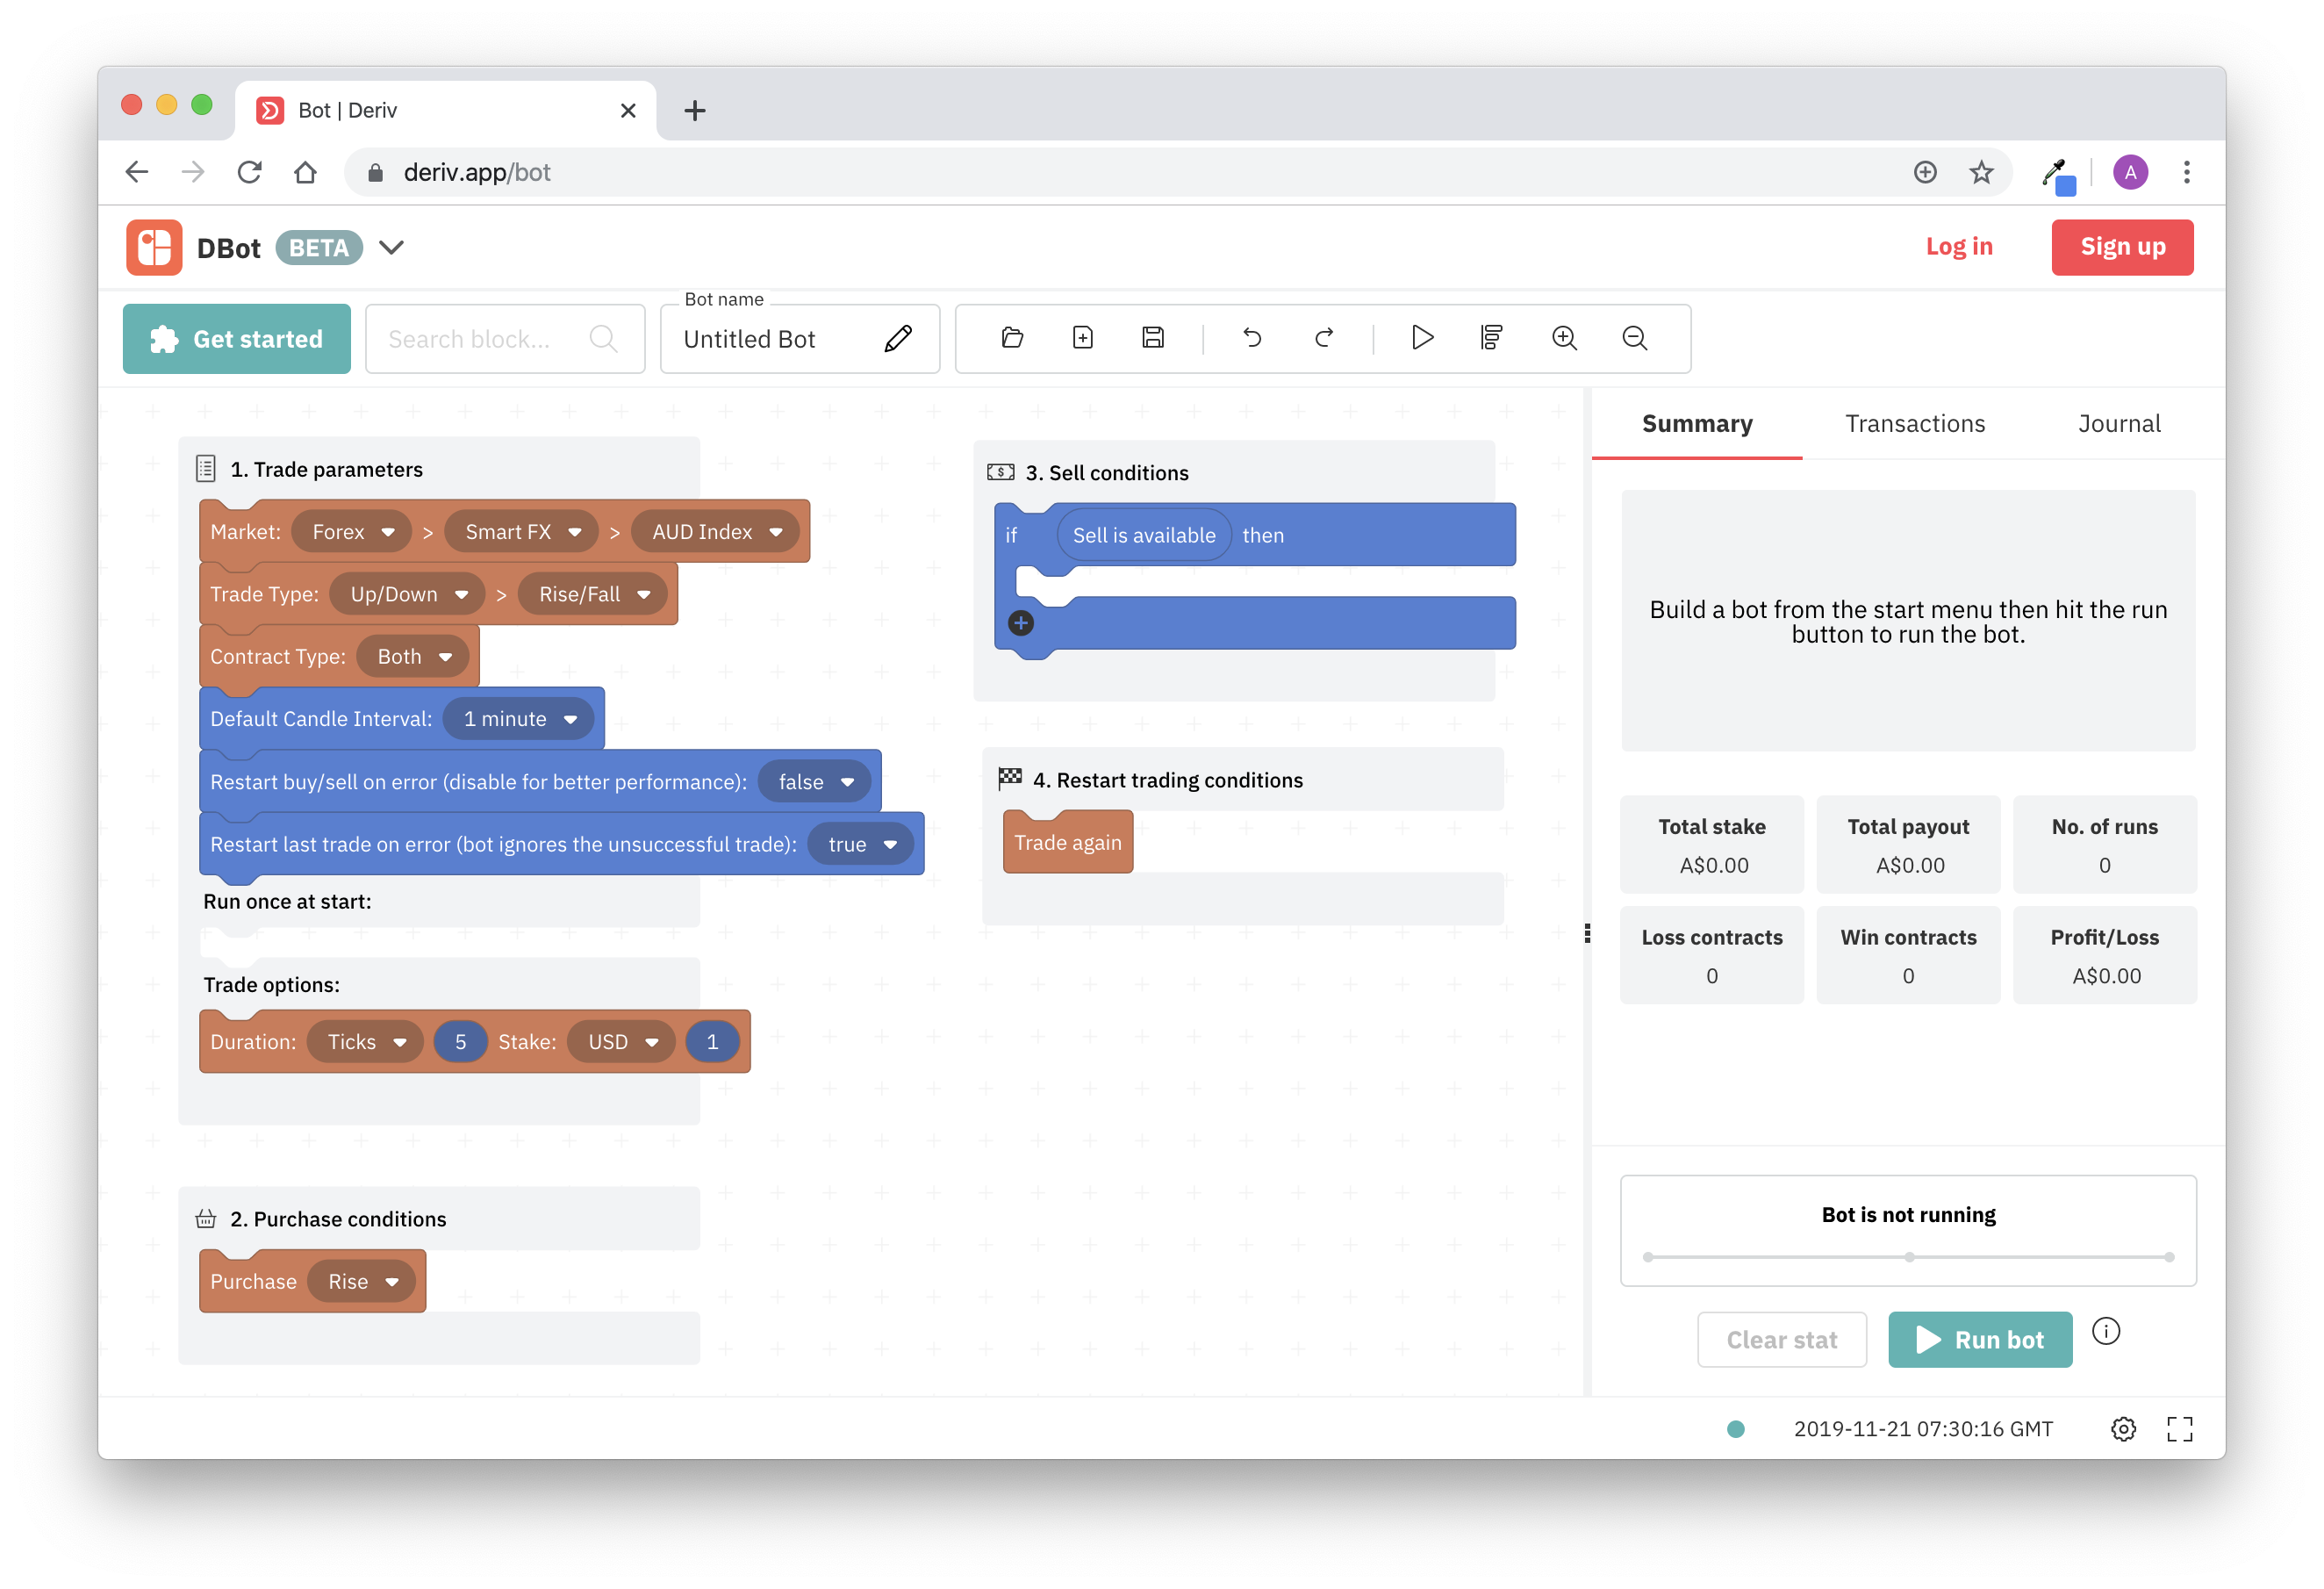 Bot | Deriv
deriv.app/bot
A
DBot BETA
Log in
Sign up
Get started
Search block...
Bot name
Untitled Bot
1. Trade parameters
Market: Forex > Smart FX > AUD Index
Trade Type: Up/Down > Rise/Fall
Contract Type: Both
Default Candle Interval: 1 minute
Restart buy/sell on error (disable for better performance): false
Restart last trade on error (bot ignores the unsuccessful trade): true
Run once at start:
Trade options:
Duration: Ticks 5 Stake: USD 1
2. Purchase conditions
Purchase Rise
3. Sell conditions
if Sell is available then
4. Restart trading conditions
Trade again
Summary
Transactions
Journal
Build a bot from the start menu then hit the run
button to run the bot.
Total stake
A$0.00
Total payout
A$0.00
No. of runs
0
Loss contracts
0
Win contracts
0
Profit/Loss
A$0.00
Bot is not running
Clear stat
Run bot
2019-11-21 07:30:16 GMT